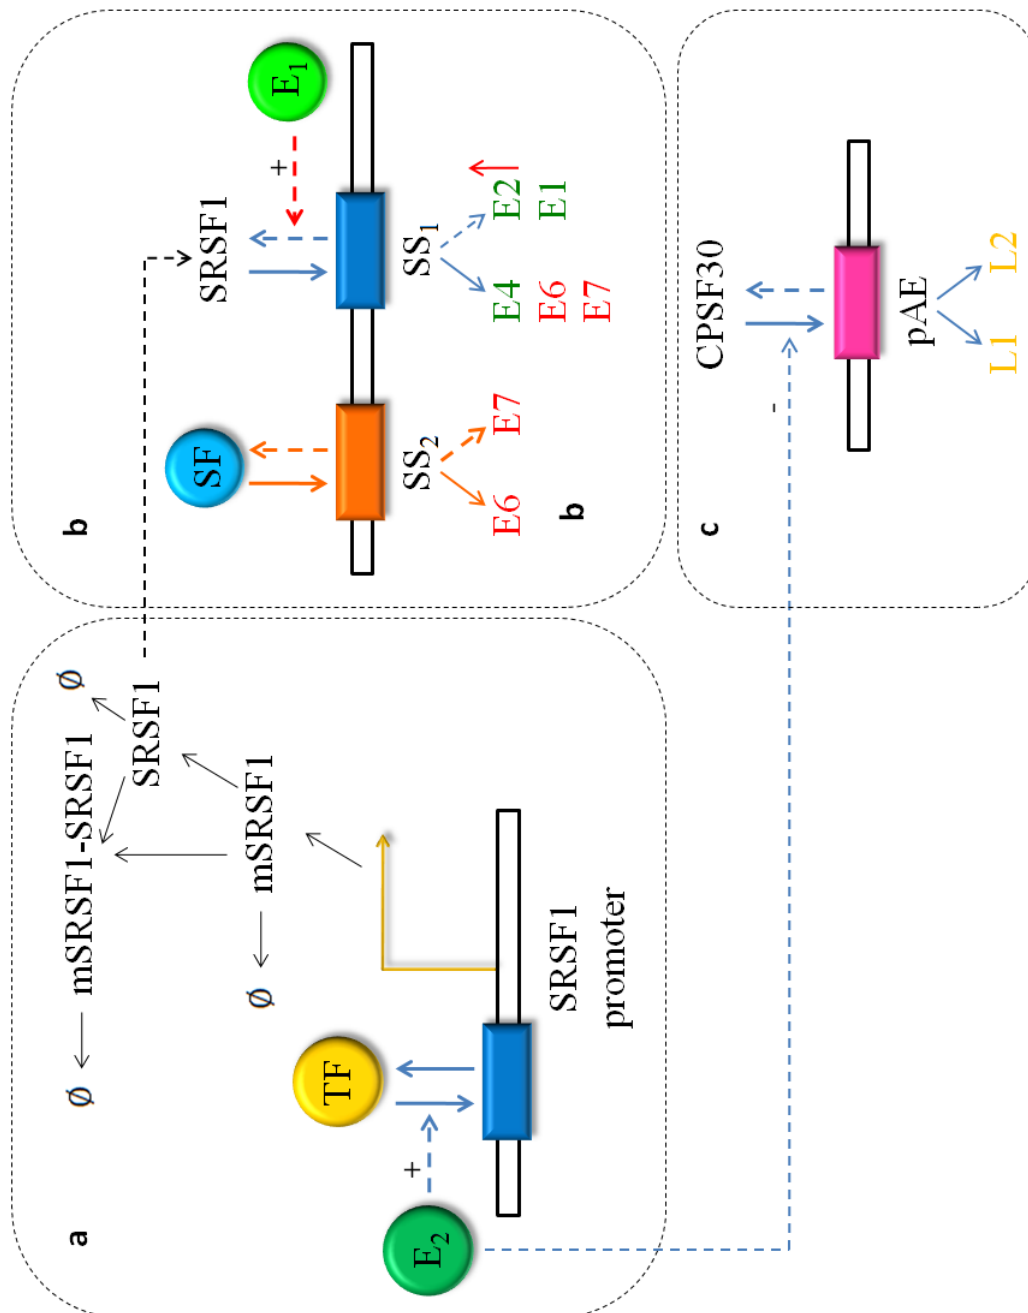 a
Ø
mSRSF1-SRSF1
Ø
SRSF1
Ø
mSRSF1
TF
E2
+
SRSF1
promoter
b
SF
SRSF1
E1
+
SS2
SS1
E6
E7
E4
E6
E7
E2
E1
b
c
CPSF30
-
pAE
L1
L2